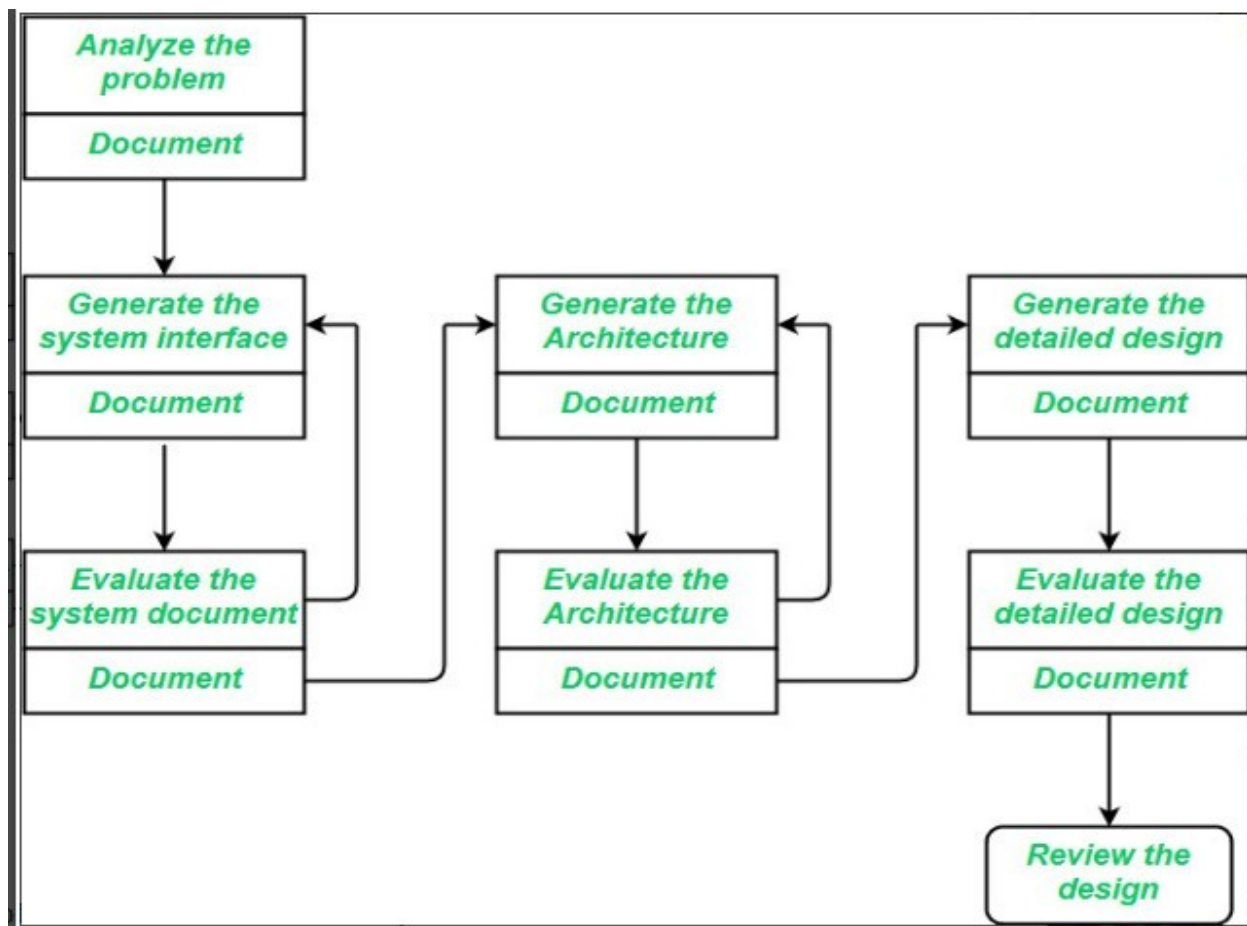 Analyze the
problem
Document
Generate the
system interface
Document
Evaluate the
system document
Document
Generate the
Architecture
Document
Evaluate the
Architecture
Document
Generate the
detailed design
Document
Evaluate the
detailed design
Document
Review the
design